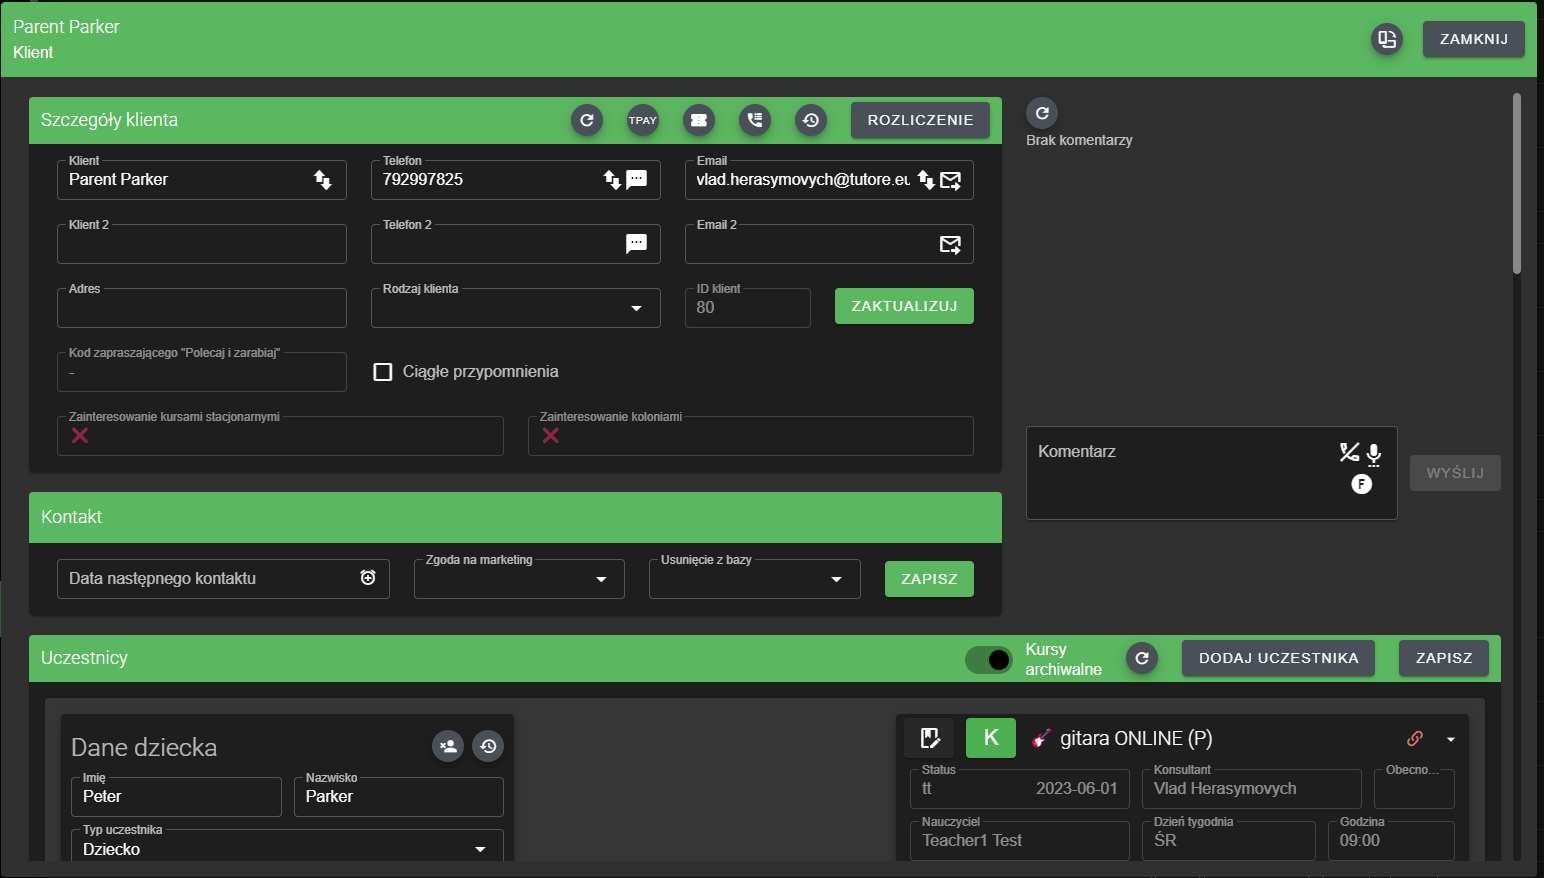 Parent Parker
Klient
ZAMKNIJ
Szczegóły klienta
TPAY
ROZLICZENIE
Brak komentarzy
Klient
Parent Parker
Telefon
792997825
Email
vlad.herasymovych@tutore.eu
Klient 2
Telefon 2
Email 2
Adres
Rodzaj klienta
ID klient
80
ZAKTUALIZUJ
Kod zapraszającego "Polecaj i zarabiaj"
-
Ciągłe przypomnienia
Zainteresowanie kursami stacjonarnymi
Zainteresowanie koloniami
Komentarz
F
WYŚLIJ
Kontakt
Data następnego kontaktu
Zgoda na marketing
Usunięcie z bazy
ZAPISZ
Uczestnicy
Kursy
archiwalne
DODAJ UCZESTNIKA
ZAPISZ
Dane dziecka
Imię
Peter
Nazwisko
Parker
Typ uczestnika
Dziecko
K
gitara ONLINE (P)
Status
tt
2023-06-01
Konsultant
Vlad Herasymovych
Obecno...
Nauczyciel
Teacher1 Test
Dzień tygodnia
ŚR
Godzina
09:00